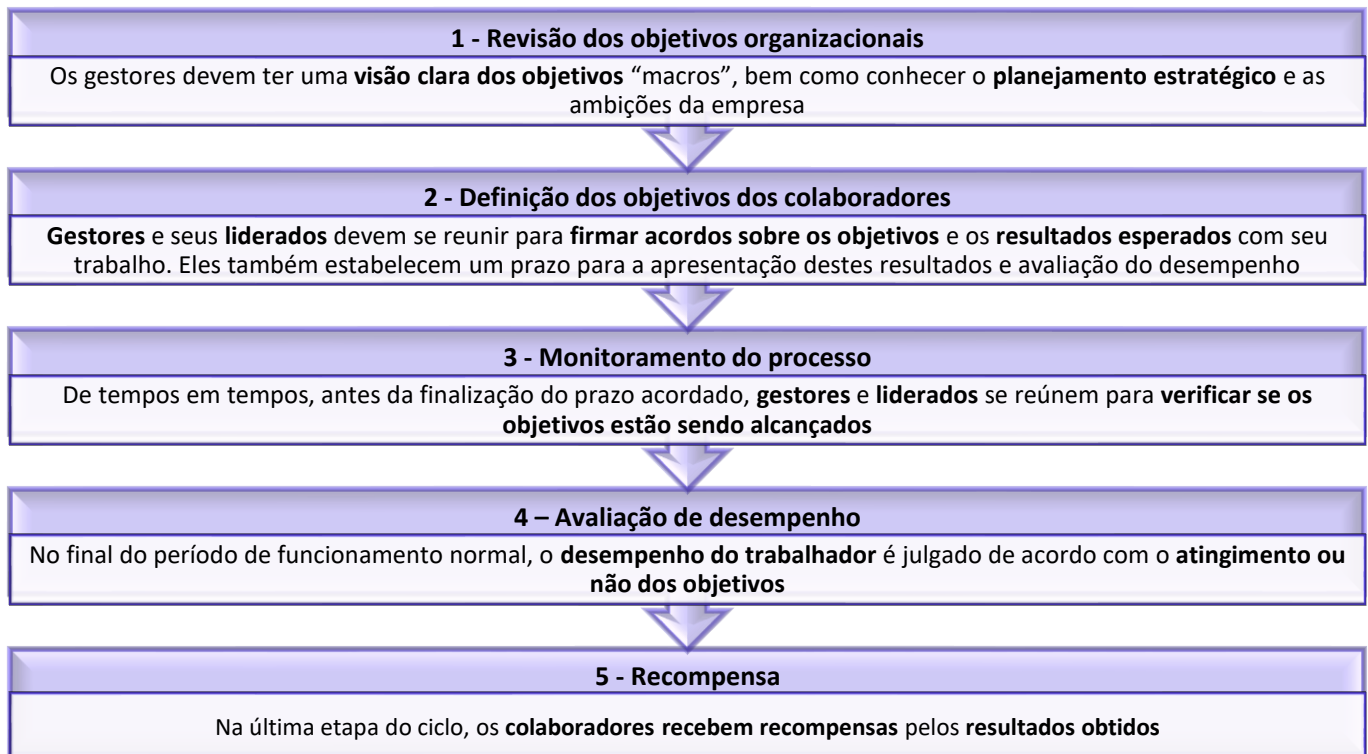 1 - Revisão dos objetivos organizacionais
Os gestores devem ter uma visão clara dos objetivos “macros”, bem como conhecer o planejamento estratégico e as
ambições da empresa
2 - Definição dos objetivos dos colaboradores
Gestores e seus liderados devem se reunir para firmar acordos sobre os objetivos e os resultados esperados com seu
trabalho. Eles também estabelecem um prazo para a apresentação destes resultados e avaliação do desempenho
3 - Monitoramento do processo
De tempos em tempos, antes da finalização do prazo acordado, gestores e liderados se reúnem para verificar se os
objetivos estão sendo alcançados
4 – Avaliação de desempenho
No final do período de funcionamento normal, o desempenho do trabalhador é julgado de acordo com o atingimento ou
não dos objetivos
5 - Recompensa
Na última etapa do ciclo, os colaboradores recebem recompensas pelos resultados obtidos